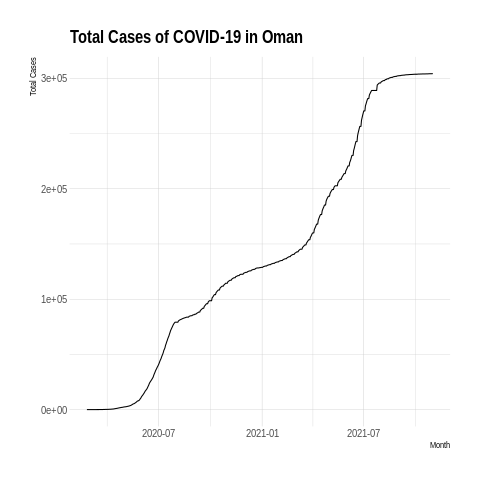 Total Cases of COVID-19 in Oman
Total Cases
3e+05
2e+05
1e+05
0e+00
2020-07 2021-01 2021-07
Month